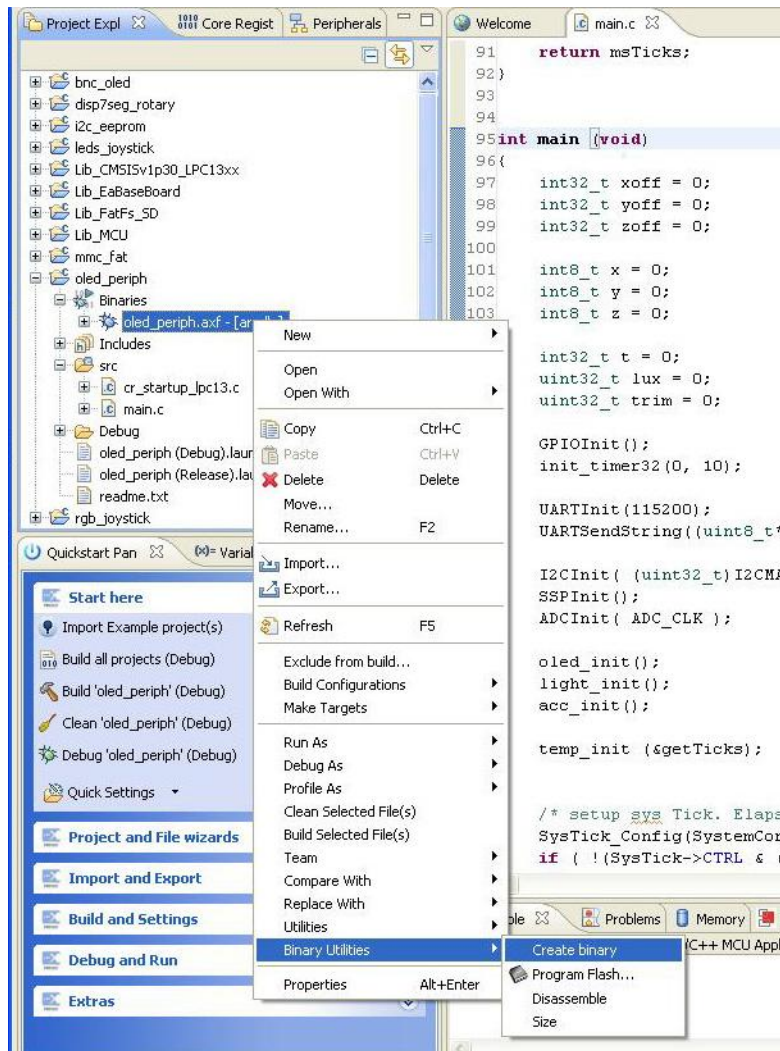 Project Expl
Core Regist
Peripherals
bnc_oled
disp7seg_rotary
i2c_eeprom
leds_joystick
Lib_CMSISv1p30_LPC13xx
Lib_EaBaseBoard
Lib_FatFs_SD
Lib_MCU
mmc_fat
oled_periph
Binaries
oled_periph.axf - [ar
Includes
src
cr_startup_lpc13.c
main.c
Debug
oled_periph (Debug).laun
oled_periph (Release).lau
readme.txt
rgb_joystick
Quickstart Pan
(x)= Varial
Start here
Import Example project(s)
Build all projects (Debug)
Build 'oled_periph' (Debug)
Clean 'oled_periph' (Debug)
Debug 'oled_periph' (Debug)
Quick Settings
Project and File wizards
Import and Export
Build and Settings
Debug and Run
Extras
New
Open
Open With
Copy Ctrl+C
Paste Ctrl+V
Delete Delete
Move...
Rename... F2
Import...
Export...
Refresh F5
Exclude from build...
Build Configurations
Make Targets
Run As
Debug As
Profile As
Clean Selected File(s)
Build Selected File(s)
Team
Compare With
Replace With
Utilities
Binary Utilities
Properties Alt+Enter
Create binary
Program Flash...
Disassemble
Size
Welcome
main.c
91 return msTicks;
92 }
93
94
95 int main (void)
96 {
97 int32_t xoff = 0;
98 int32_t yoff = 0;
99 int32_t zoff = 0;
100
101 int8_t x = 0;
102 int8_t y = 0;
103 int8_t z = 0;
int32_t t = 0;
uint32_t lux = 0;
uint32_t trim = 0;
GPIOInit();
init_timer32(0, 10);
UARTInit(115200);
UARTSendString((uint8_t*
I2CInit( (uint32_t)I2CMA
SSPInit();
ADCInit( ADC_CLK );
oled_init();
light_init();
acc_init();
temp_init (&getTicks);
/* setup sys Tick. Elaps
SysTick_Config(SystemCor
if ( !(SysTick->CTRL & (
ole
Problems
Memory
/C++ MCU Appl